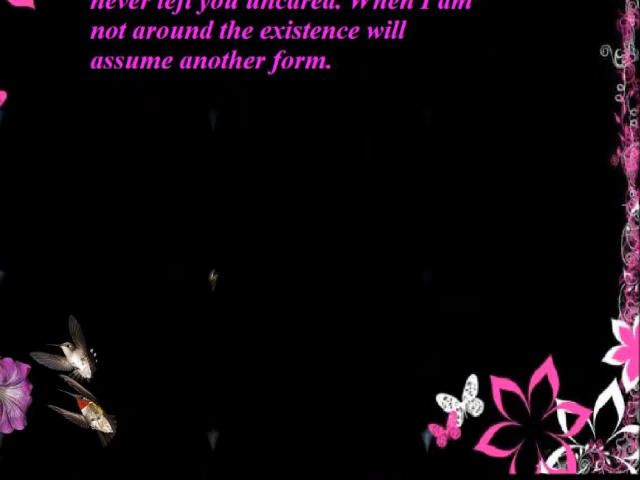 never left you uncared. When I am
not around the existence will
assume another form.